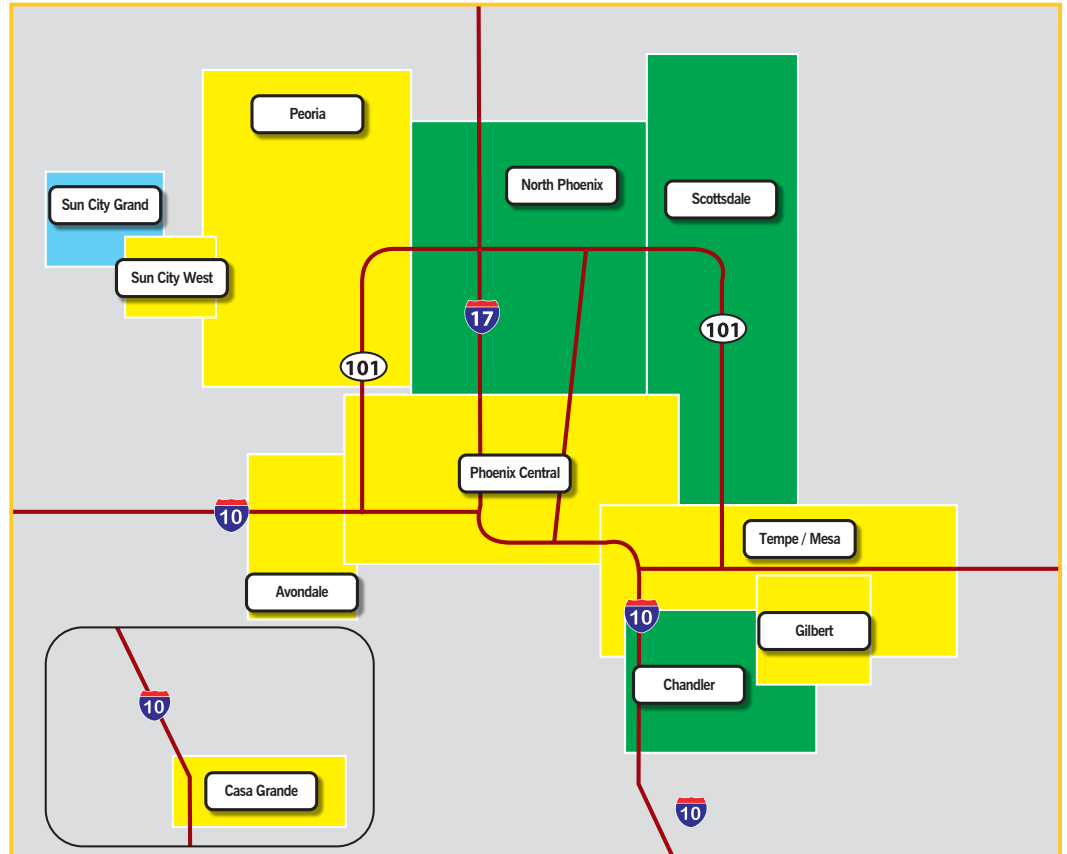 Peoria
North Phoenix
Scottsdale
Sun City Grand
Sun City West
17
101
101
Phoenix Central
10
Tempe / Mesa
Avondale
10
Gilbert
Chandler
10
Casa Grande
10